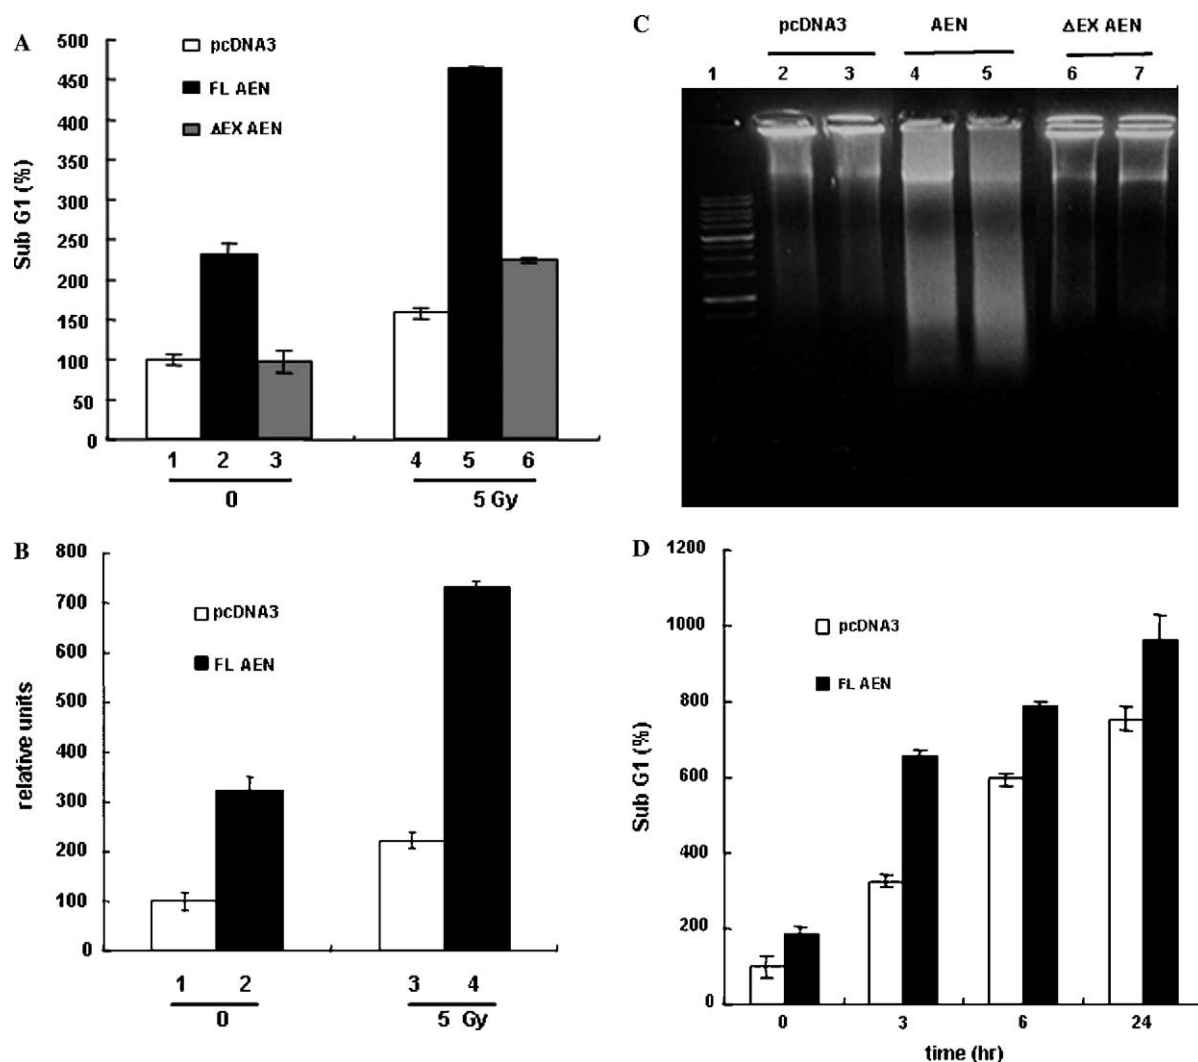 A
500
450
400
350
300
250
200
150
100
50
0
Sub G1 (%)
pcDNA3
FL AEN
ΔEX AEN
1 2 3 4 5 6
0 5 Gy
B
800
700
600
500
400
300
200
100
0
relative units
pcDNA3
FL AEN
1 2 3 4
0 5 Gy
C
pcDNA3 AEN ΔEX AEN
1 2 3 4 5 6 7
D
1200
1000
800
600
400
200
0
Sub G1 (%)
pcDNA3
FL AEN
0 3 6 24
time (hr)